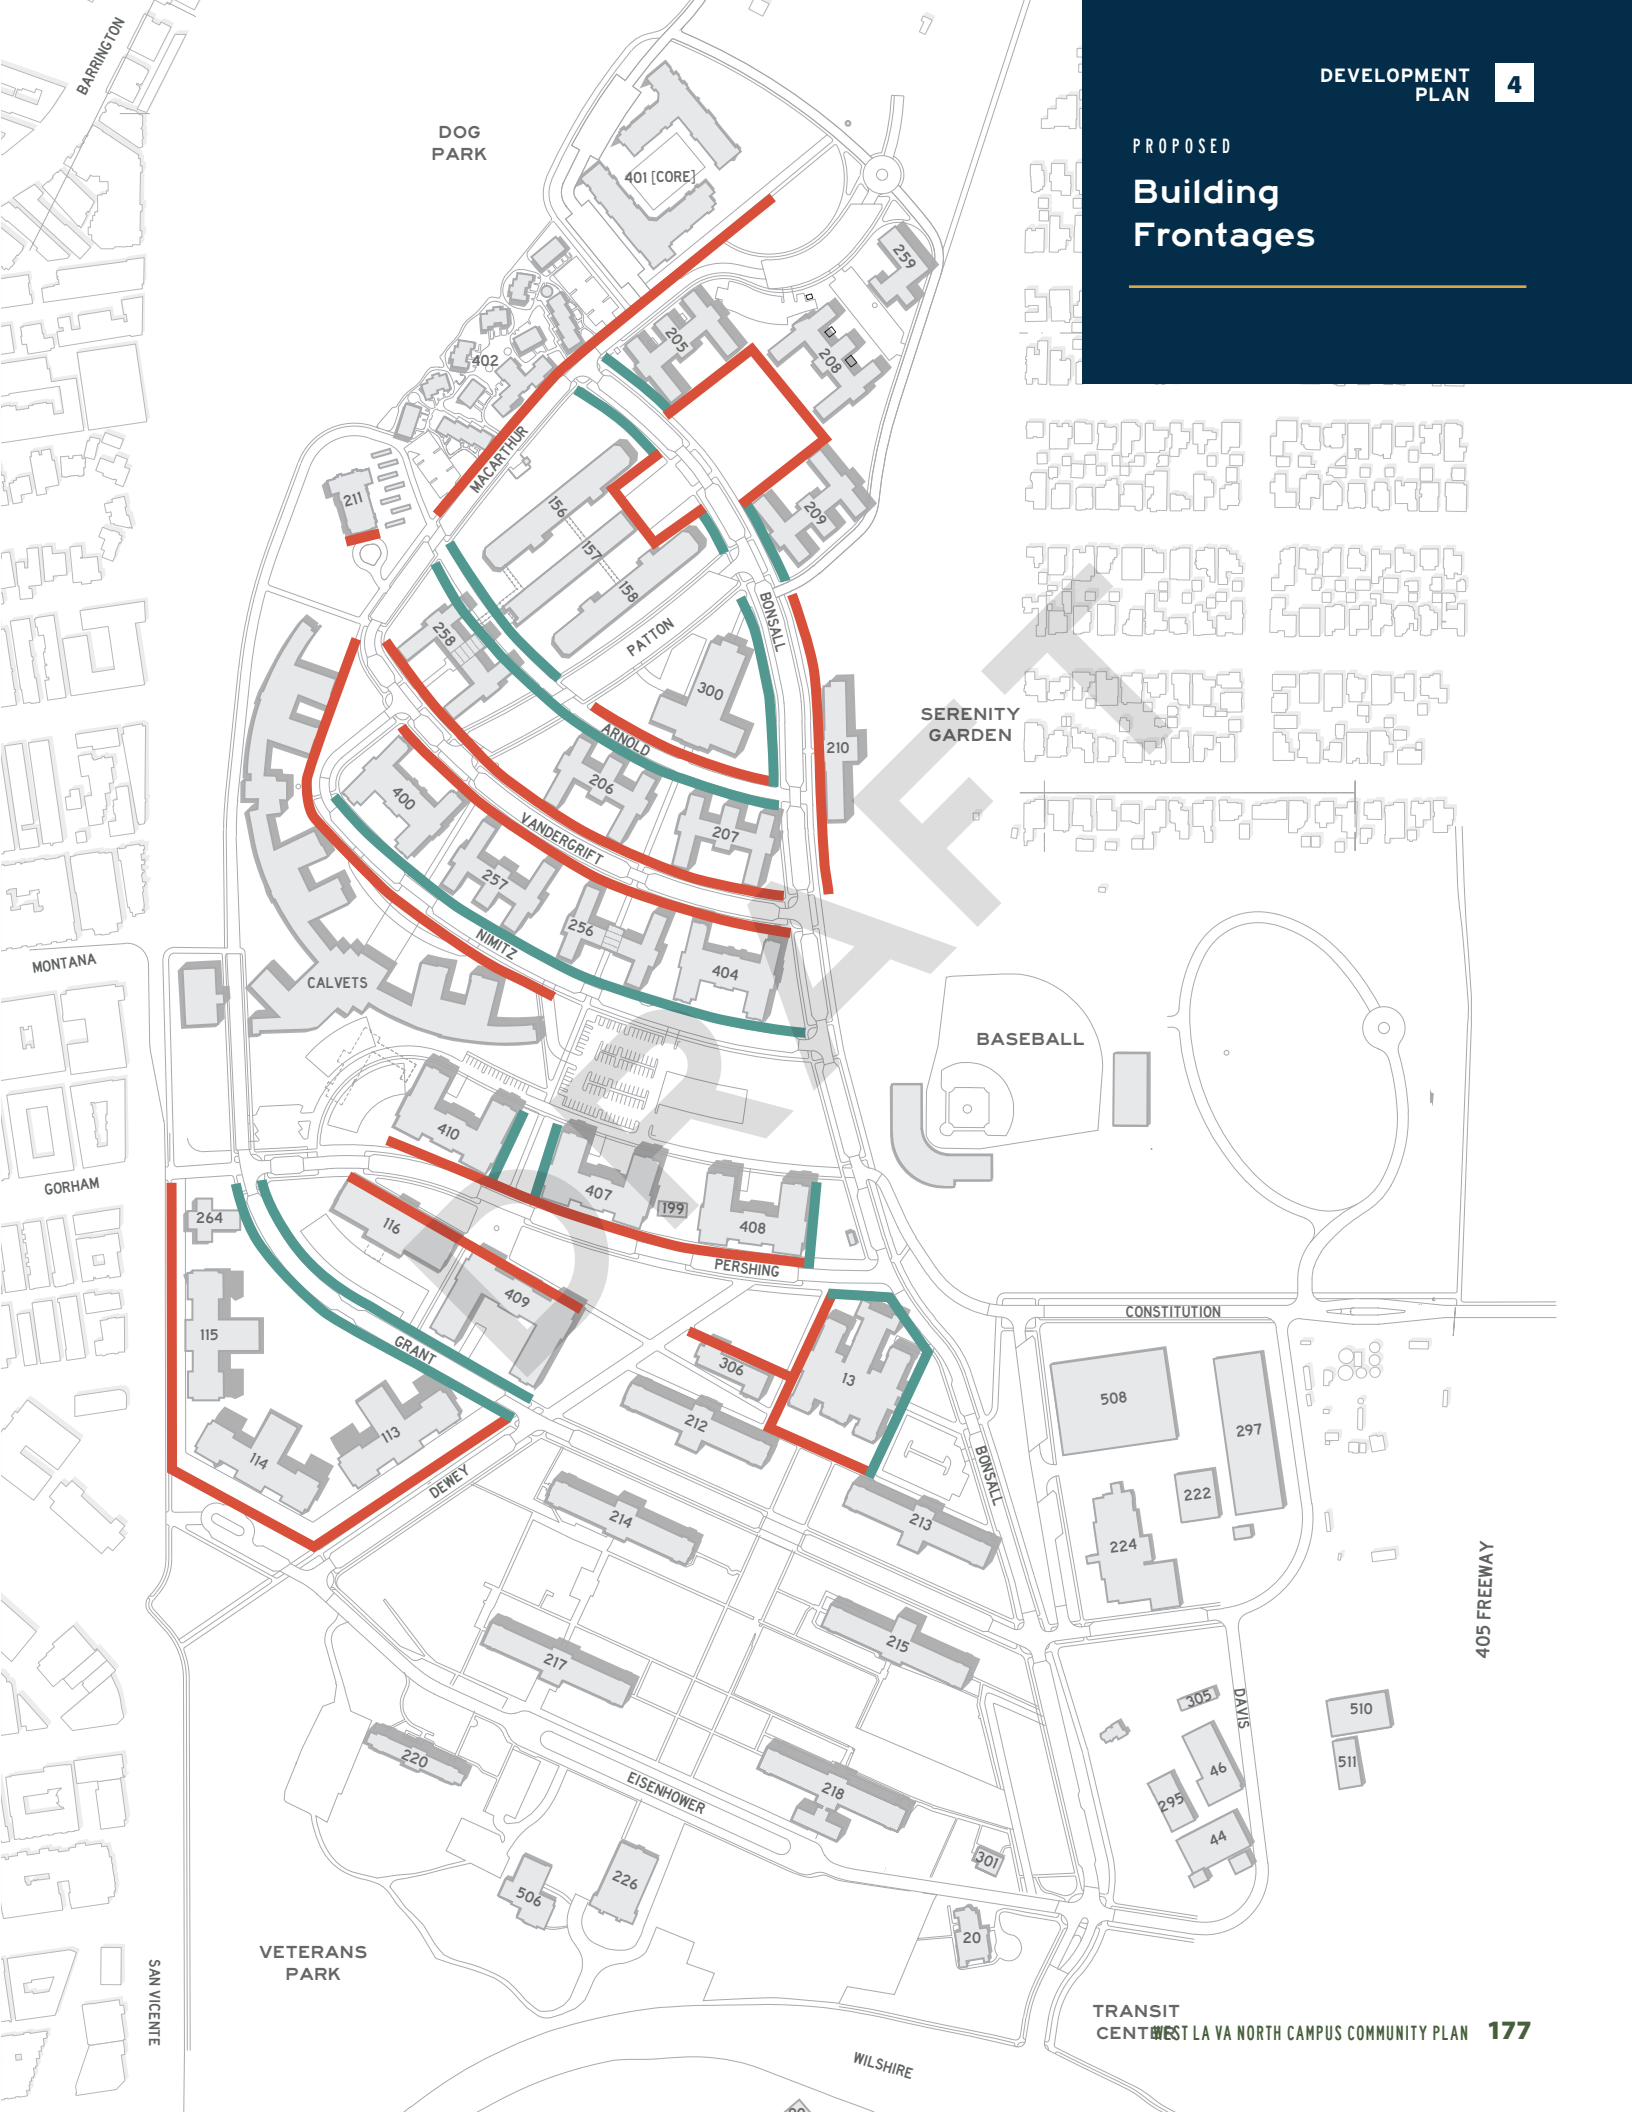 DEVELOPMENT
PLAN
4
PROPOSED
Building
Frontages
BARRINGTON
DOG
PARK
401 [CORE]
259
205
208
402
MACARTHUR
211
156
209
157
158
BONSALL
258
PATTON
300
SERENITY
GARDEN
210
ARNOLD
206
400
207
VANDERGRIFT
257
256
NIMITZ
404
MONTANA
CALVETS
BASEBALL
410
GORHAM
407
199
264
116
408
PERSHING
409
CONSTITUTION
115
GRANT
306
13
508
212
297
113
114
DEWEY
BONSALL
222
214
213
224
405 FREEWAY
215
217
305
DAVIS
510
220
511
46
EISENHOWER
218
295
44
301
226
506
20
VETERANS
PARK
SAN VICENTE
TRANSIT
CENTER
WEST LA VA NORTH CAMPUS COMMUNITY PLAN 177
WILSHIRE
DRAFT